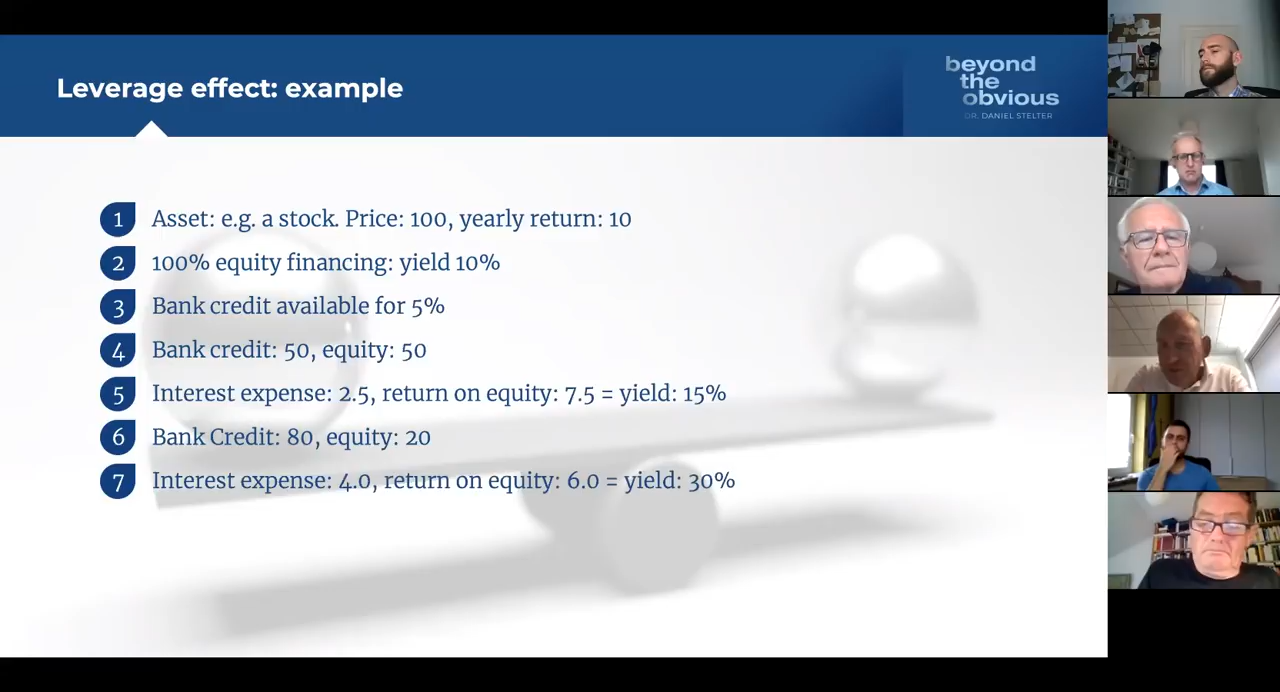 Leverage effect: example
beyond
the
obvious
DR. DANIEL STELTER
1 Asset: e.g. a stock. Price: 100, yearly return: 10
2 100% equity financing: yield 10%
3 Bank credit available for 5%
4 Bank credit: 50, equity: 50
5 Interest expense: 2.5, return on equity: 7.5 = yield: 15%
6 Bank Credit: 80, equity: 20
7 Interest expense: 4.0, return on equity: 6.0 = yield: 30%